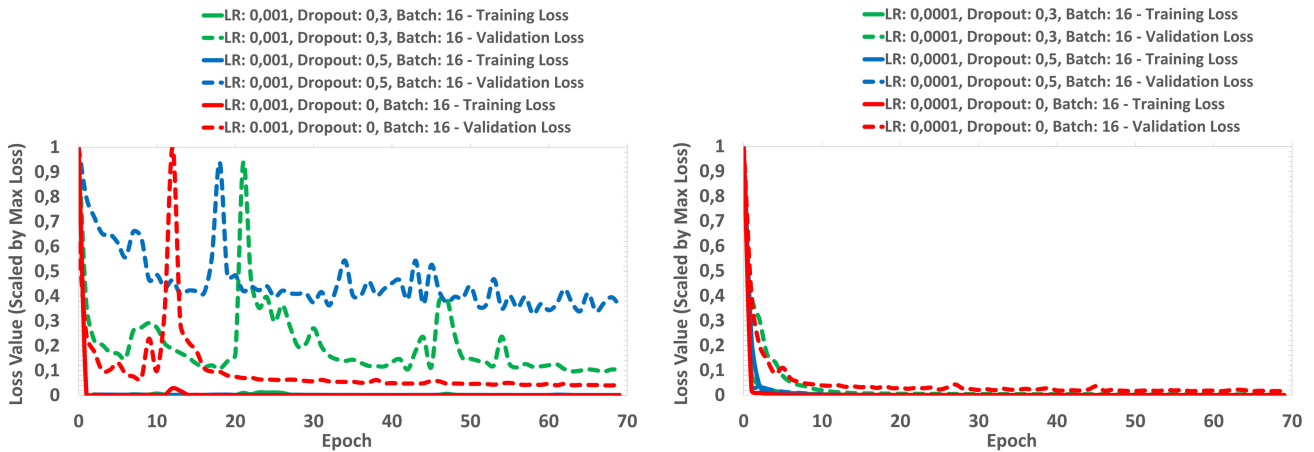 LR: 0,001, Dropout: 0,3, Batch: 16 - Training Loss
LR: 0,001, Dropout: 0,3, Batch: 16 - Validation Loss
LR: 0,001, Dropout: 0,5, Batch: 16 - Training Loss
LR: 0,001, Dropout: 0,5, Batch: 16 - Validation Loss
LR: 0,001, Dropout: 0, Batch: 16 - Training Loss
LR: 0.001, Dropout: 0, Batch: 16 - Validation Loss
Loss Value (Scaled by Max Loss)
1
0,9
0,8
0,7
0,6
0,5
0,4
0,3
0,2
0,1
0
0 10 20 30 40 50 60 70
Epoch
LR: 0,0001, Dropout: 0,3, Batch: 16 - Training Loss
LR: 0,0001, Dropout: 0,3, Batch: 16 - Validation Loss
LR: 0,0001, Dropout: 0,5, Batch: 16 - Training Loss
LR: 0,0001, Dropout: 0,5, Batch: 16 - Validation Loss
LR: 0,0001, Dropout: 0, Batch: 16 - Training Loss
LR: 0,0001, Dropout: 0, Batch: 16 - Validation Loss
Loss Value (Scaled by Max Loss)
1
0,9
0,8
0,7
0,6
0,5
0,4
0,3
0,2
0,1
0
0 10 20 30 40 50 60 70
Epoch